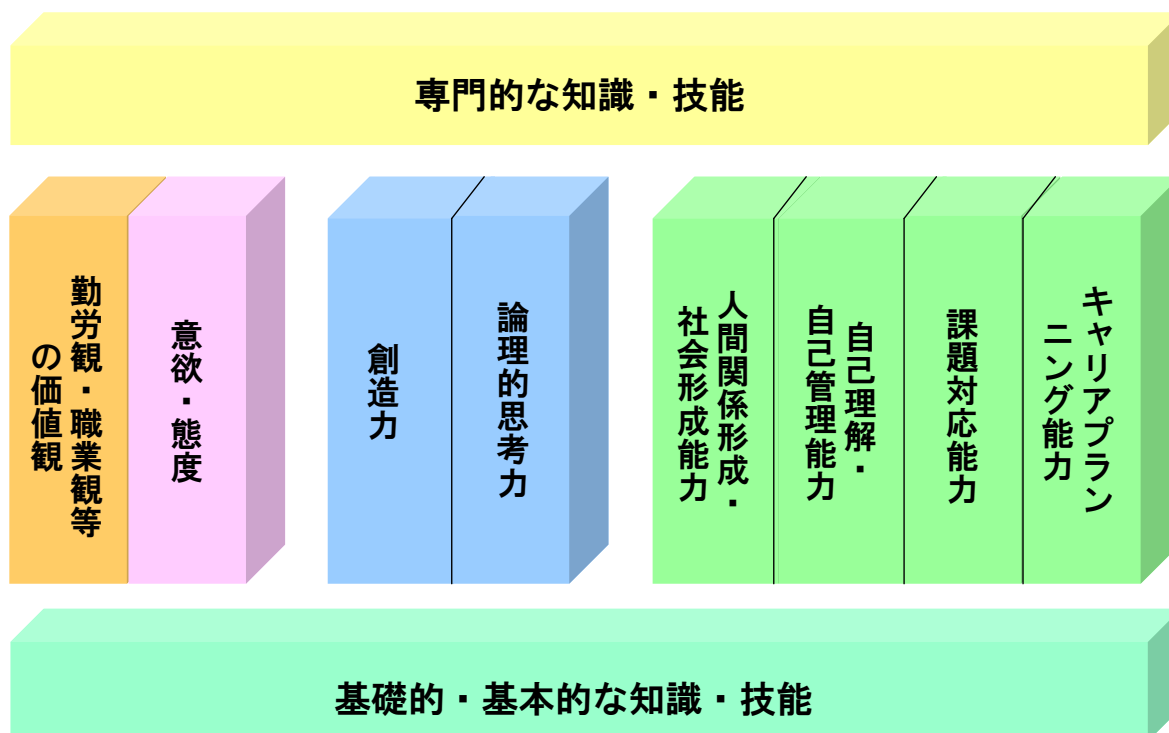 専門的な知識・技能
勤労観・職業観等
の価値観
意欲・態度
創造力
論理的思考力
人間関係形成・
社会形成能力
自己理解・
自己管理能力
課題対応能力
キャリアプラン
ニング能力
基礎的・基本的な知識・技能